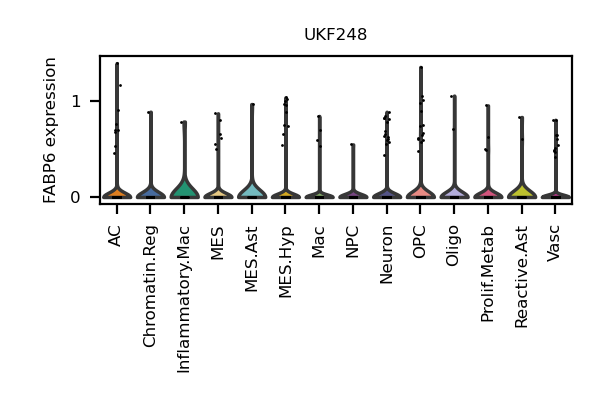 UKF248
FABP6 expression
1
0
AC
Chromatin.Reg
Inflammatory.Mac
MES
MES.Ast
MES.Hyp
Mac
NPC
Neuron
OPC
Oligo
Prolif.Metab
Reactive.Ast
Vasc